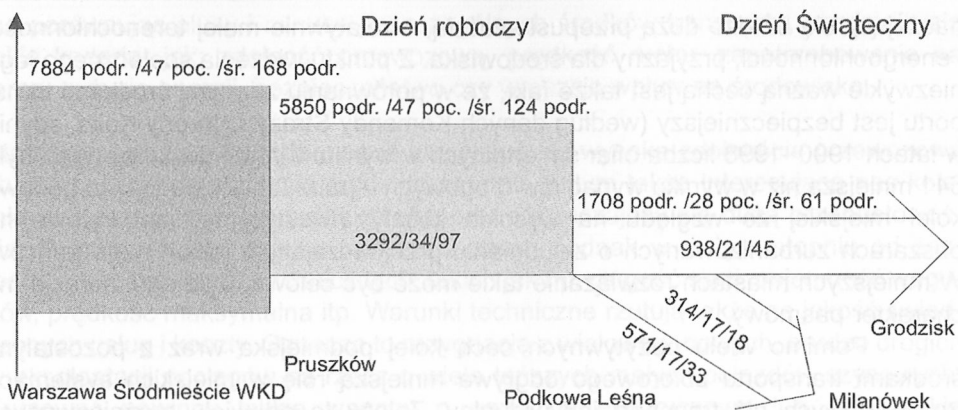 Dzień roboczy
Dzień Świąteczny
7884 podr. /47 poc. /śr. 168 podr.
5850 podr. /47 poc. /śr. 124 podr.
1708 podr. /28 poc. /śr. 61 podr.
3292/34/97
938/21/45
314/17/18
571/17/33
Grodzisk
Pruszków
Warszawa Śródmieście WKD
Podkowa Leśna
Milanówek